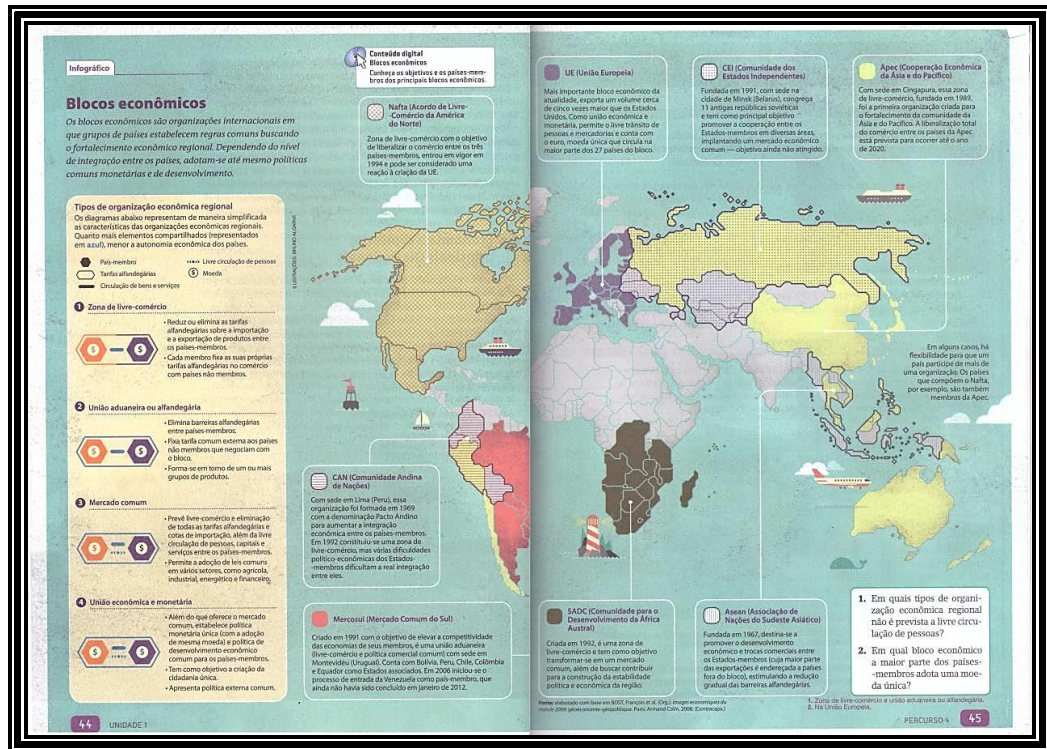 Infográfico
Conteúdo digital
Blocos econômicos
Conheça os objetivos e os países-mem-
bros dos principais blocos econômicos.
Blocos econômicos
Os blocos econômicos são organizações internacionais em
que grupos de países estabelecem regras comuns buscando
o fortalecimento econômico regional. Dependendo do nível
de integração entre os países, adotam-se até mesmo políticas
comuns monetárias e de desenvolvimento.
Tipos de organização econômica regional
Os diagramas abaixo representam de maneira simplificada
as características das organizações econômicas regionais.
Quanto mais elementos compartilhados (representados
em azul), menor a autonomia econômica dos países.
País-membro
Tarifas alfandegárias
Circulação de bens e serviços
Livre circulação de pessoas
$ Moeda
1 Zona de livre-comércio
$ $
• Reduz ou elimina as tarifas
alfandegárias sobre a importação
e a exportação de produtos entre
os países-membros.
• Cada membro fixa as suas próprias
tarifas alfandegárias no comércio
com países não membros.
2 União aduaneira ou alfandegária
$ $
• Elimina barreiras alfandegárias
entre países-membros.
• Fixa tarifa comum externa aos países
não membros que negociam com
o bloco.
• Forma-se em torno de um ou mais
grupos de produtos.
3 Mercado comum
$ $
• Prevê livre-comércio e eliminação
de todas as tarifas alfandegárias e
cotas de importação, além da livre
circulação de pessoas, capitais e
serviços entre os países-membros.
• Permite a adoção de leis comuns
em vários setores, como agrícola,
industrial, energético e financeiro.
4 União econômica e monetária
$ $
• Além do que oferece o mercado
comum, estabelece política
monetária única (com a adoção
de mesma moeda) e política de
desenvolvimento econômico
comum para os países-membros.
• Tem como objetivo a criação da
cidadania única.
• Apresenta política externa comum.
ILUSTRAÇÕES: BRUNO ALGARVE
Nafta (Acordo de Livre-
-Comércio da América
do Norte)
Zona de livre-comércio com o objetivo
de liberalizar o comércio entre os três
países-membros, entrou em vigor em
1994 e pode ser considerado uma
reação à criação da UE.
CAN (Comunidade Andina
de Nações)
Com sede em Lima (Peru), essa
organização foi formada em 1969
com a denominação Pacto Andino
para aumentar a integração
econômica entre os países-membros.
Em 1992 constituiu-se uma zona de
livre-comércio, mas várias dificuldades
político-econômicas dos Estados-
-membros dificultam a real integração
entre eles.
Mercosul (Mercado Comum do Sul)
Criado em 1991 com o objetivo de elevar a competitividade
das economias de seus membros, é uma união aduaneira
(livre-comércio e política comercial comum) com sede em
Montevidéu (Uruguai). Conta com Bolívia, Peru, Chile, Colômbia
e Equador como Estados associados. Em 2006 iniciou-se o
processo de entrada da Venezuela como país-membro, que
ainda não havia sido concluído em janeiro de 2012.
44 UNIDADE 1
UE (União Europeia)
Mais importante bloco econômico da
atualidade, exporta um volume cerca
de cinco vezes maior que os Estados
Unidos. Como união econômica e
monetária, permite o livre trânsito de
pessoas e mercadorias e conta com
o euro, moeda única que circula na
maior parte dos 27 países do bloco.
CEI (Comunidade dos
Estados Independentes)
Fundada em 1991, com sede na
cidade de Minsk (Belarus), congrega
11 antigas repúblicas soviéticas
e tem como principal objetivo
promover a cooperação entre os
Estados-membros em diversas áreas,
implantando um mercado econômico
comum — objetivo ainda não atingido.
Apec (Cooperação Econômica
da Ásia e do Pacífico)
Com sede em Cingapura, essa zona
de livre-comércio, fundada em 1989,
foi a primeira organização criada para
o fortalecimento da comunidade da
Ásia e do Pacífico. A liberalização total
do comércio entre os países da Apec
está prevista para ocorrer até o ano
de 2020.
Em alguns casos, há
flexibilidade para que um
país participe de mais de
uma organização. Os países
que compõem o Nafta,
por exemplo, são também
membros da Apec.
SADC (Comunidade para o
Desenvolvimento da África
Austral)
Criada em 1992, é uma zona de
livre-comércio e tem como objetivo
transformar-se em um mercado
comum, além de buscar contribuir
para a construção da estabilidade
política e econômica da região.
Asean (Associação de
Nações do Sudeste Asiático)
Fundada em 1967, destina-se a
promover o desenvolvimento
econômico e trocas comerciais entre
os Estados-membros (cuja maior parte
das exportações é endereçada a países
fora do bloco), estimulando a redução
gradual das barreiras alfandegárias.
1. Em quais tipos de organi-
zação econômica regional
não é prevista a livre circu-
lação de pessoas?
2. Em qual bloco econômico
a maior parte dos países-
-membros adota uma moe-
da única?
Fonte: elaborado com base em BOST, François et al. (Org.). Images économiques du
monde 2009: géoéconomie-géopolitique. Paris: Armand Colin, 2008. (Contracapa.)
1. Zona de livre-comércio e união aduaneira ou alfandegária.
2. Na União Europeia.
PERCURSO 4 45